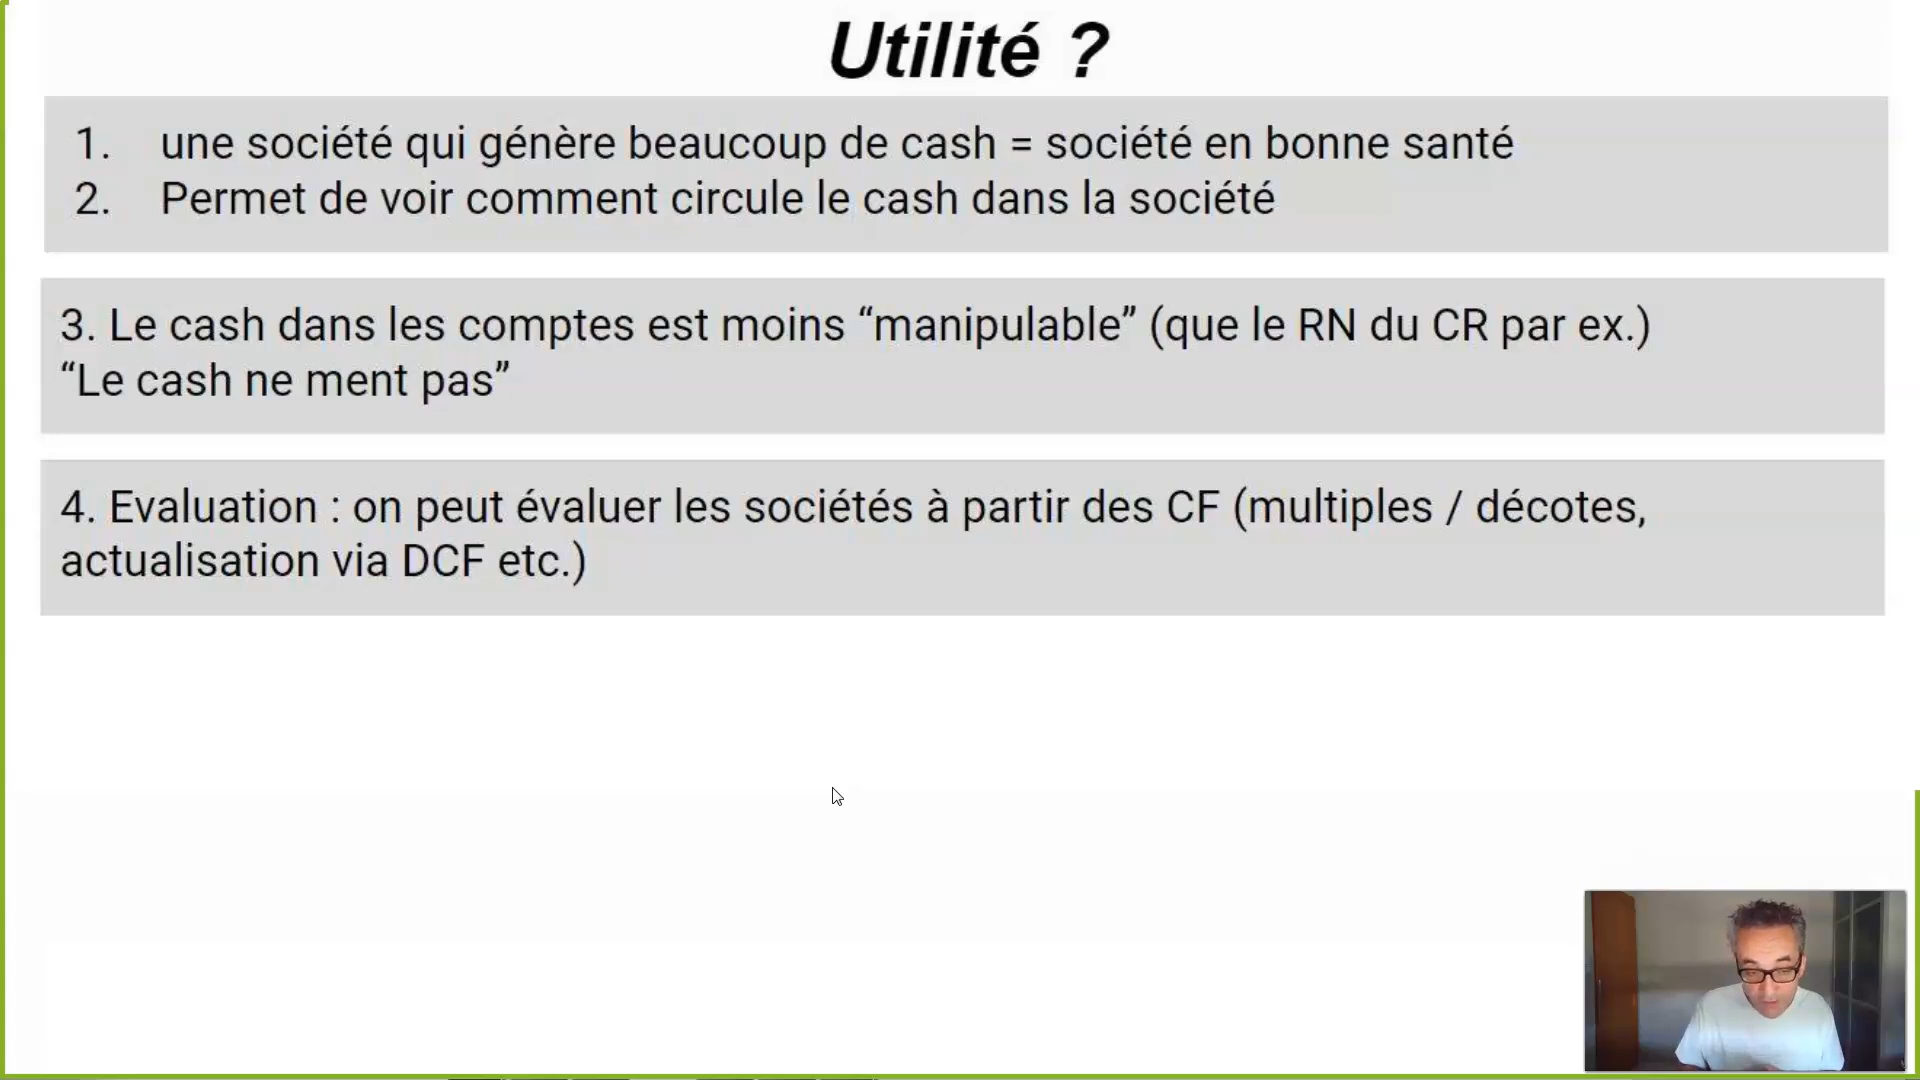 Utilité ?
1. une société qui génère beaucoup de cash = société en bonne santé
2. Permet de voir comment circule le cash dans la société
3. Le cash dans les comptes est moins “manipulable” (que le RN du CR par ex.)
“Le cash ne ment pas”
4. Evaluation : on peut évaluer les sociétés à partir des CF (multiples / décotes,
actualisation via DCF etc.)